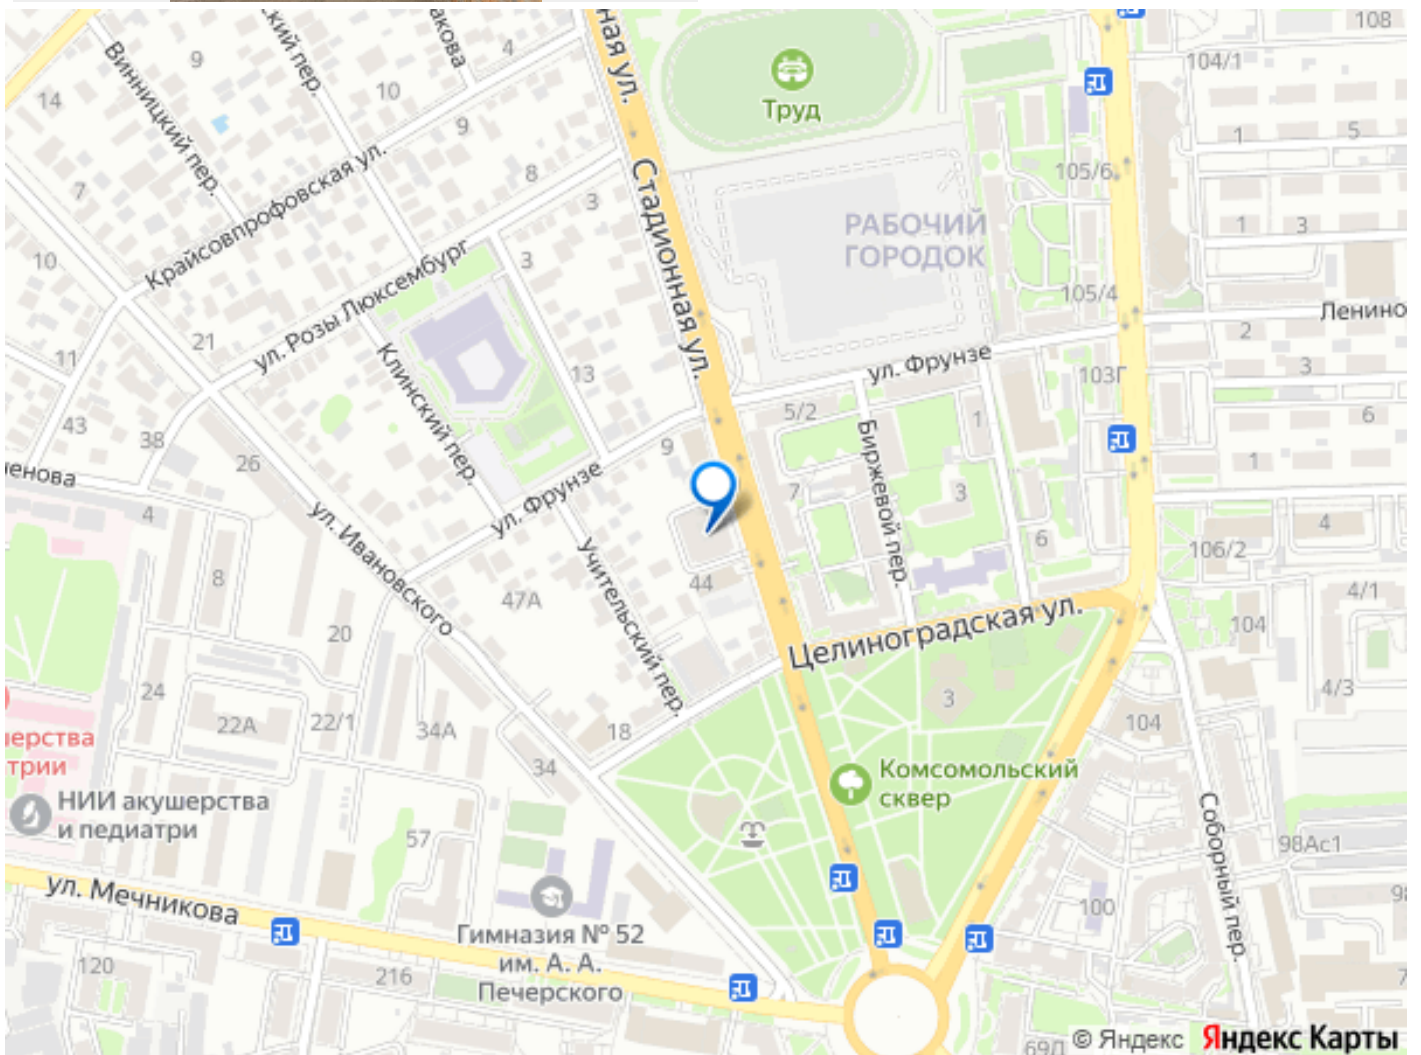 108
104/1
Винницкий пер.
ский пер.
акова
4
ная ул.
9
14
10
9
Труд
1
5
7
8
105/6
Крайсовпрофовская ул.
3
Стадионная ул.
РАБОЧИЙ
ГОРОДОК
1
3
10
3
105/4
Ленино
ул. Розы Люксембург
21
2
11
Клинский пер.
13
ул. Фрунзе
103Г
3
43
38
5/2
1
6
9
Биржевой пер.
енова
26
7
3
1
4
ул. Фрунзе
4
ул. Ивановского
Учительский пер.
6
106/2
8
47А
44
4/1
20
Целиноградская ул.
104
24
22А
22/1
34А
18
3
4/3
104
ерства
трии
34
Комсомольский
сквер
НИИ акушерства
и педиатри
57
Соборный пер.
98Ас1
ул. Мечникова
Гимназия № 52
им. А. А.
Печерского
100
98
120
216
7
69Д
© Яндекс
Яндекс Карты